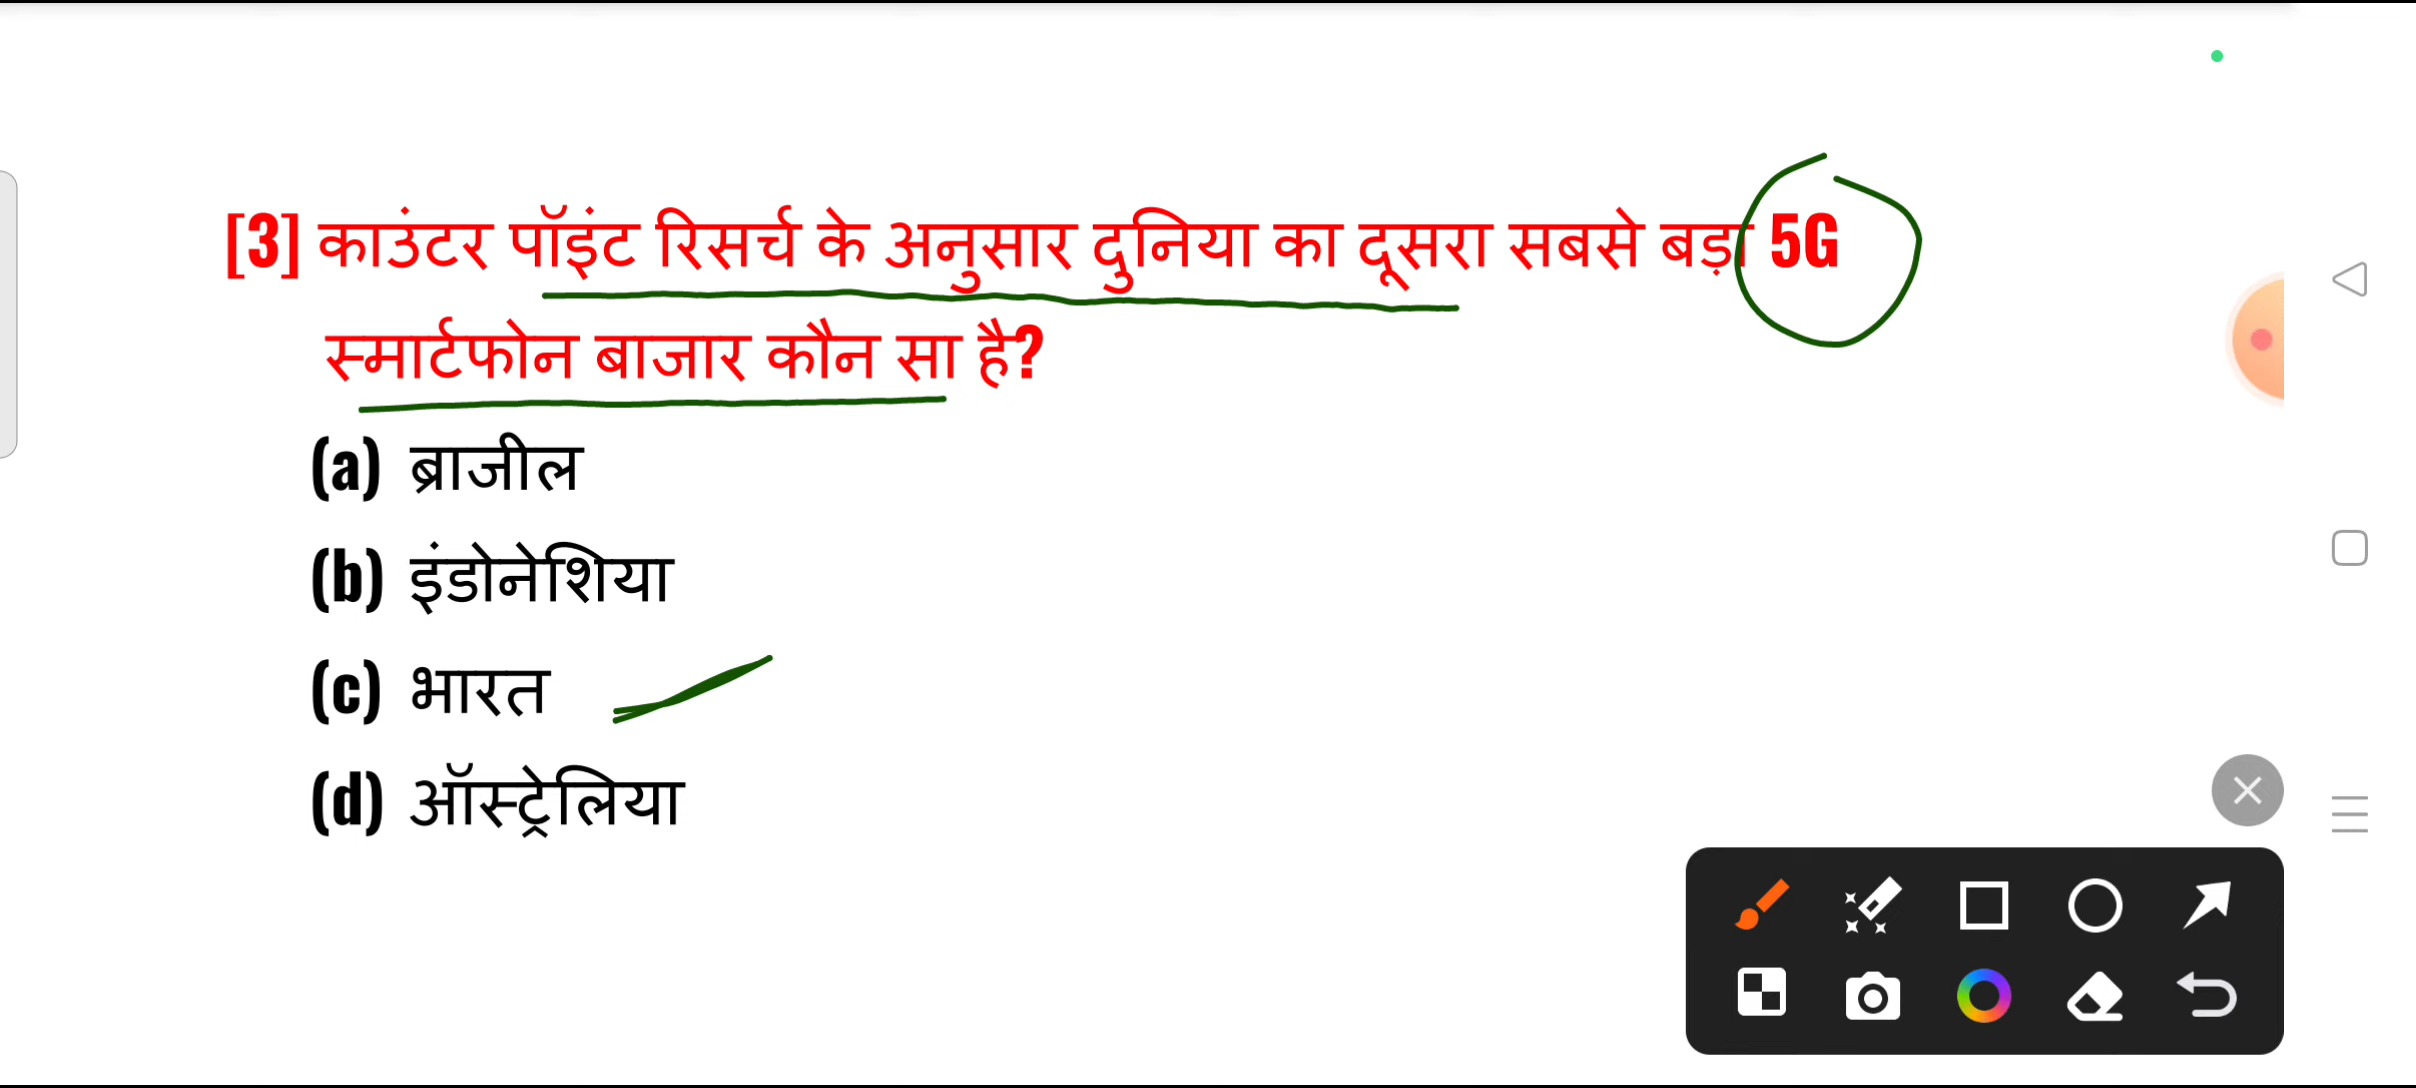 [3] काउंटर पॉइंट रिसर्च के अनुसार दुनिया का दूसरा सबसे बड़ा 5G
स्मार्टफोन बाजार कौन सा है?
(a) ब्राजील
(b) इंडोनेशिया
(c) भारत
(d) ऑस्ट्रेलिया